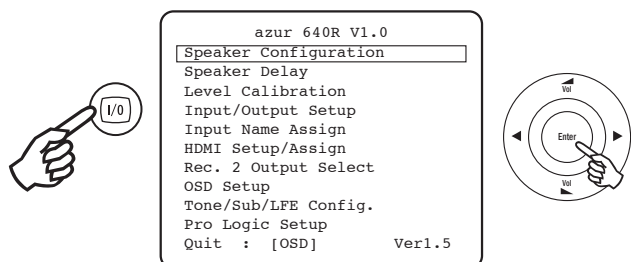 azur 640R V1.0
Speaker Configuration
Speaker Delay
Level Calibration
Input/Output Setup
Input Name Assign
HDMI Setup/Assign
Rec. 2 Output Select
OSD Setup
Tone/Sub/LFE Config.
Pro Logic Setup
Quit : [OSD] Ver1.5
I/0
Vol
Enter
Vol